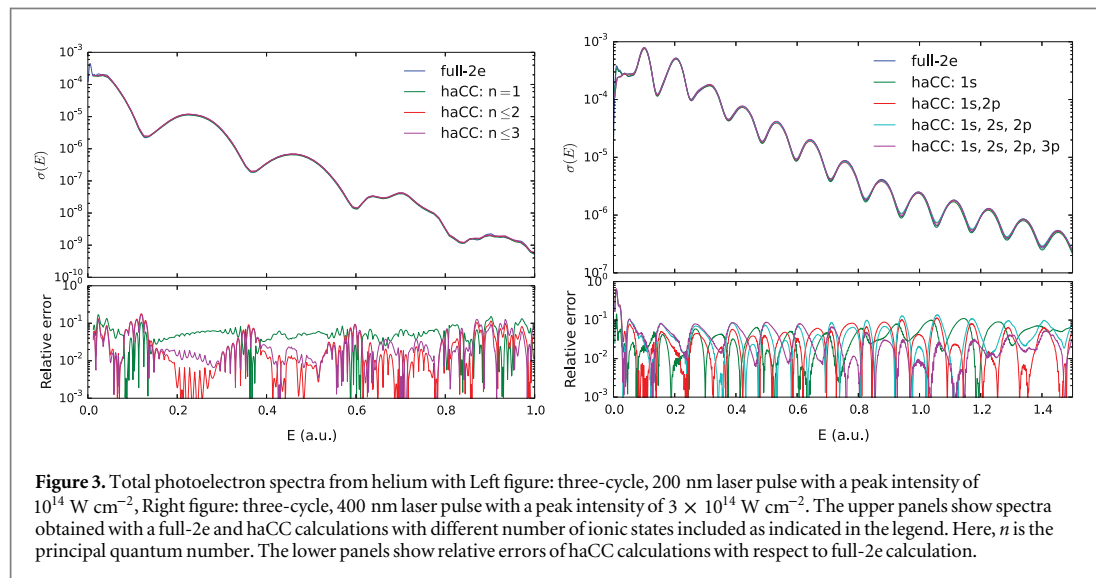 10⁻³
10⁻⁴
10⁻⁵
10⁻⁶
10⁻⁷
10⁻⁸
10⁻⁹
10⁻¹⁰
σ(E)
full-2e
haCC: n=1
haCC: n≤2
haCC: n≤3
10⁰
10⁻¹
10⁻²
10⁻³
Relative error
0.0 0.2 0.4 0.6 0.8 1.0
E (a.u.)
10⁻³
10⁻⁴
10⁻⁵
10⁻⁶
10⁻⁷
σ(E)
full-2e
haCC: 1s
haCC: 1s,2p
haCC: 1s, 2s, 2p
haCC: 1s, 2s, 2p, 3p
10⁰
10⁻¹
10⁻²
10⁻³
Relative error
0.0 0.2 0.4 0.6 0.8 1.0 1.2 1.4
E (a.u.)
Figure 3. Total photoelectron spectra from helium with Left figure: three-cycle, 200 nm laser pulse with a peak intensity of
10¹⁴ W cm⁻², Right figure: three-cycle, 400 nm laser pulse with a peak intensity of 3 × 10¹⁴ W cm⁻². The upper panels show spectra
obtained with a full-2e and haCC calculations with different number of ionic states included as indicated in the legend. Here, n is the
principal quantum number. The lower panels show relative errors of haCC calculations with respect to full-2e calculation.